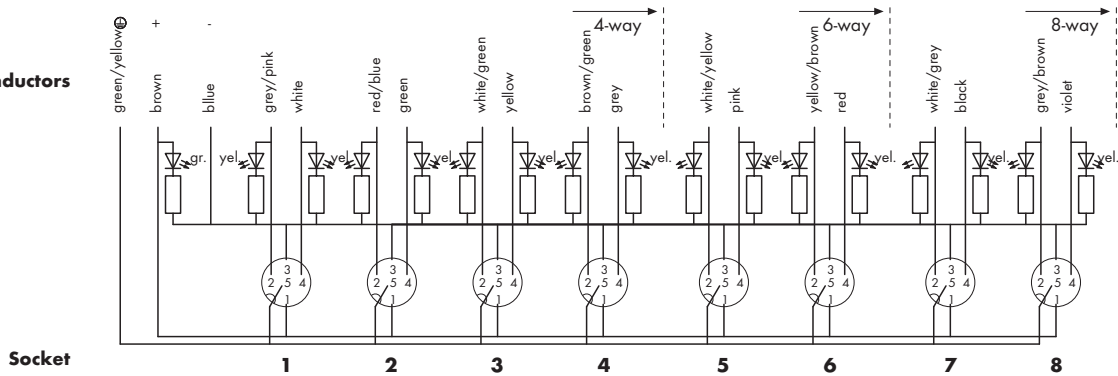 + - 4-way 6-way 8-way
nductors green/yellow brown bllue grey/pink white red/blue green white/green yellow brown/green grey white/yellow pink yellow/brown red white/grey black grey/brown violet
gr. yel. yel. yel. yel. yel. yel. yel. yel. yel. yel. yel.
3 3 3 3 3 3 3 3
2 5 4 2 5 4 2 5 4 2 5 4 2 5 4 2 5 4 2 5 4 2 5 4
1 1 1 1 1 1 1 1
Socket 1 2 3 4 5 6 7 8